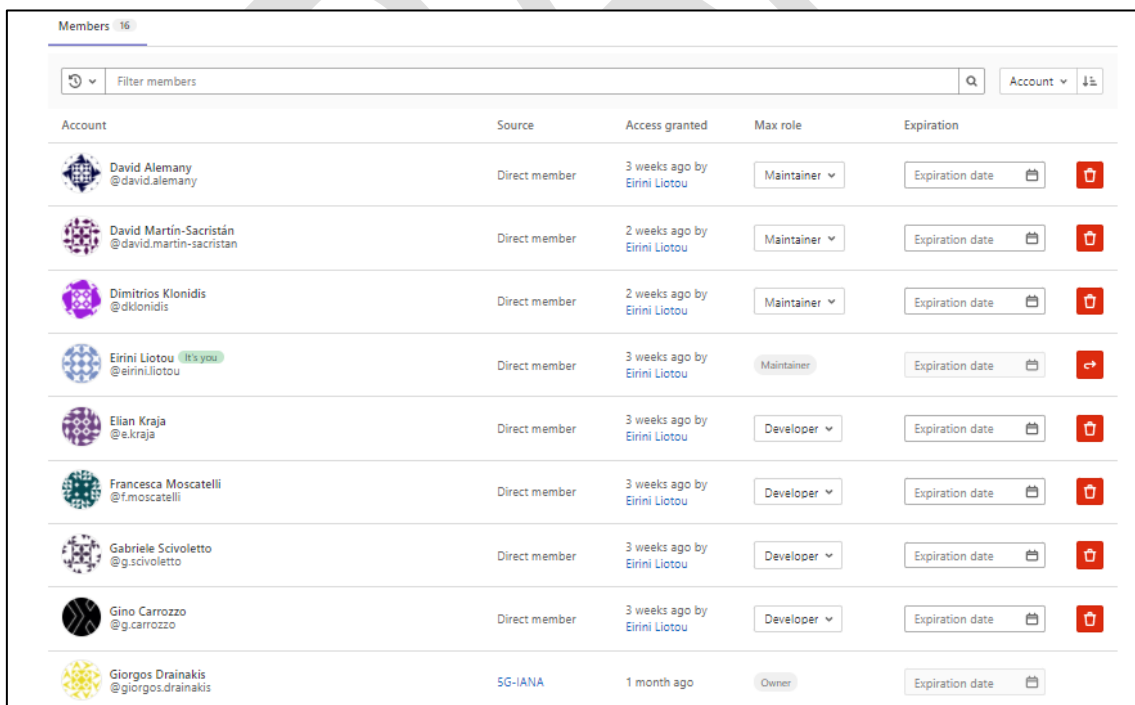 Members 16
Filter members Account
Account Source Access granted Max role Expiration
David Alemany
@david.alemany
Direct member
3 weeks ago by
Eirini Liotou
Maintainer
Expiration date
David Martín-Sacristán
@david.martin-sacristan
Direct member
2 weeks ago by
Eirini Liotou
Maintainer
Expiration date
Dimitrios Klonidis
@dklonidis
Direct member
2 weeks ago by
Eirini Liotou
Maintainer
Expiration date
Eirini Liotou It's you
@eirini.liotou
Direct member
3 weeks ago by
Eirini Liotou
Maintainer
Expiration date
Elian Kraja
@e.kraja
Direct member
3 weeks ago by
Eirini Liotou
Developer
Expiration date
Francesca Moscatelli
@f.moscatelli
Direct member
3 weeks ago by
Eirini Liotou
Developer
Expiration date
Gabriele Scivoletto
@g.scivoletto
Direct member
3 weeks ago by
Eirini Liotou
Developer
Expiration date
Gino Carrozzo
@g.carrozzo
Direct member
3 weeks ago by
Eirini Liotou
Developer
Expiration date
Giorgos Drainakis
@giorgos.drainakis
5G-IANA
1 month ago
Owner
Expiration date